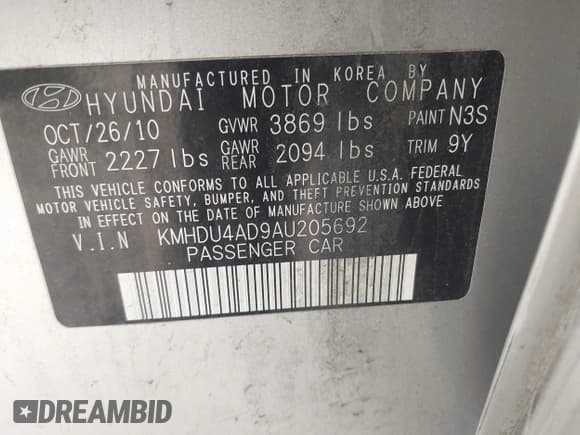 MANUFACTURED IN KOREA BY
HYUNDAI MOTOR COMPANY
OCT/26/10 GVWR 3869 lbs PAINT N3S
GAWR FRONT 2227 lbs GAWR REAR 2094 lbs TRIM 9Y
THIS VEHICLE CONFORMS TO ALL APPLICABLE U.S.A. FEDERAL
MOTOR VEHICLE SAFETY, BUMPER, AND THEFT PREVENTION STANDARDS
IN EFFECT ON THE DATE OF MANUFACTURE SHOWN ABOVE.
V.I.N KMHDU4AD9AU205692
PASSENGER CAR
DREAMBID